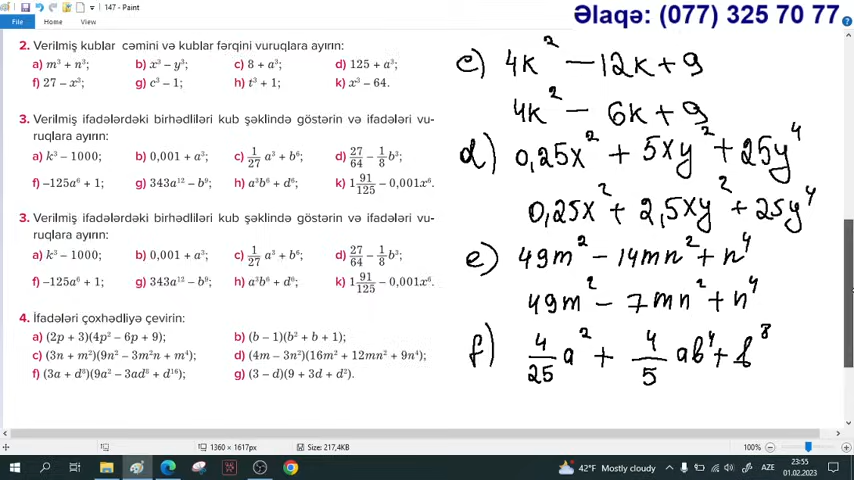 147 - Paint
Əlaqə: (077) 325 70 77
File Home View
2. Verilmiş kublar cəmini və kublar fərqini vuruqlara ayırın:
a) m³ + n³; b) x³ – y³; c) 8 + a³; d) 125 + a³;
f) 27 – x³; g) c³ – 1; h) t³ + 1; k) x³ – 64.
3. Verilmiş ifadələrdəki birhədliləri kub şəklində göstərin və ifadələri vu-
ruqlara ayırın:
a) k³ – 1000; b) 0,001 + a³; c) 1/27 a³ + b⁶; d) 27/64 – 1/8 b³;
f) –125a⁶ + 1; g) 343a¹² – b⁹; h) a³b⁶ + d⁶; k) 1 91/125 – 0,001x⁶.
3. Verilmiş ifadələrdəki birhədliləri kub şəklində göstərin və ifadələri vu-
ruqlara ayırın:
a) k³ – 1000; b) 0,001 + a³; c) 1/27 a³ + b⁶; d) 27/64 – 1/8 b³;
f) –125a⁶ + 1; g) 343a¹² – b⁹; h) a³b⁶ + d⁶; k) 1 91/125 – 0,001x⁶.
4. İfadələri çoxhədliyə çevirin:
a) (2p + 3)(4p² – 6p + 9); b) (b – 1)(b² + b + 1);
c) (3n + m²)(9n² – 3m²n + m⁴); d) (4m – 3n²)(16m² + 12mn² + 9n⁴);
f) (3a + d⁸)(9a² – 3ad⁸ + d¹⁶); g) (3 – d)(9 + 3d + d²).
c) 4k² – 12k + 9
4k² – 6k + 9
d) 0,25x² + 5xy² + 25y⁴
0,25x² + 2,5xy² + 25y⁴
e) 49m² – 14mn² + n⁴
49m² – 7mn² + n⁴
f) 4/25 a² + 4/5 ab⁴ + b⁸
1360 × 1617px Size: 217,4KB 100%
42°F Mostly cloudy AZE 23:55
01.02.2023